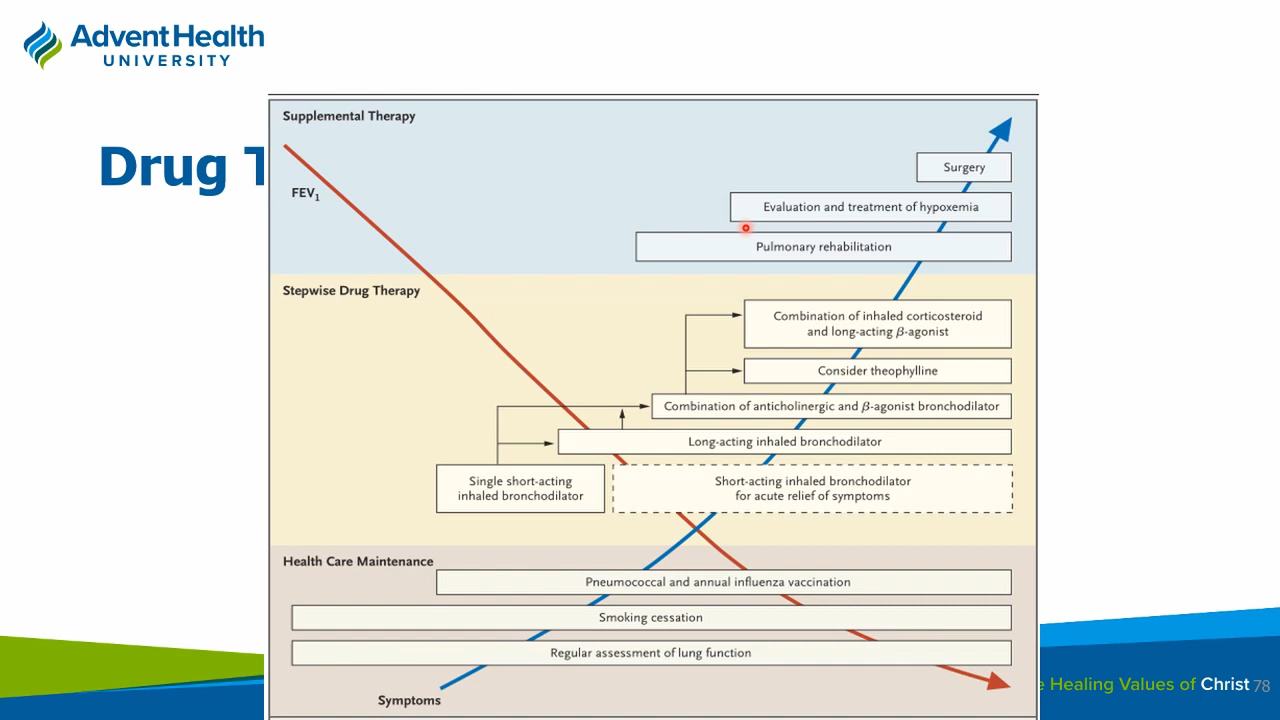 AdventHealth
UNIVERSITY
Drug
Supplemental Therapy
FEV1
Surgery
Evaluation and treatment of hypoxemia
Pulmonary rehabilitation
Stepwise Drug Therapy
Combination of inhaled corticosteroid
and long-acting β-agonist
Consider theophylline
Combination of anticholinergic and β-agonist bronchodilator
Long-acting inhaled bronchodilator
Single short-acting
inhaled bronchodilator
Short-acting inhaled bronchodilator
for acute relief of symptoms
Health Care Maintenance
Pneumococcal and annual influenza vaccination
Smoking cessation
Regular assessment of lung function
Symptoms
Healing Values of Christ 78